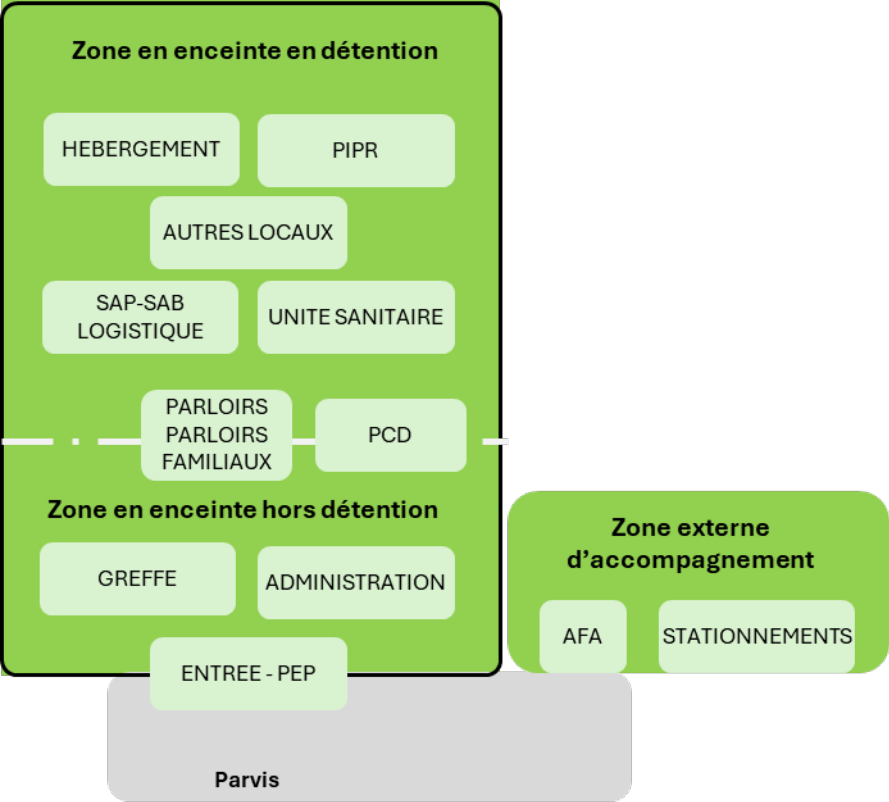 Zone en enceinte en détention
HEBERGEMENT
PIPR
AUTRES LOCAUX
SAP-SAB
LOGISTIQUE
UNITE SANITAIRE
PARLOIRS
PARLOIRS
FAMILIAUX
PCD
Zone en enceinte hors détention
GREFFE
ADMINISTRATION
ENTREE - PEP
Zone externe
d’accompagnement
AFA
STATIONNEMENTS
Parvis